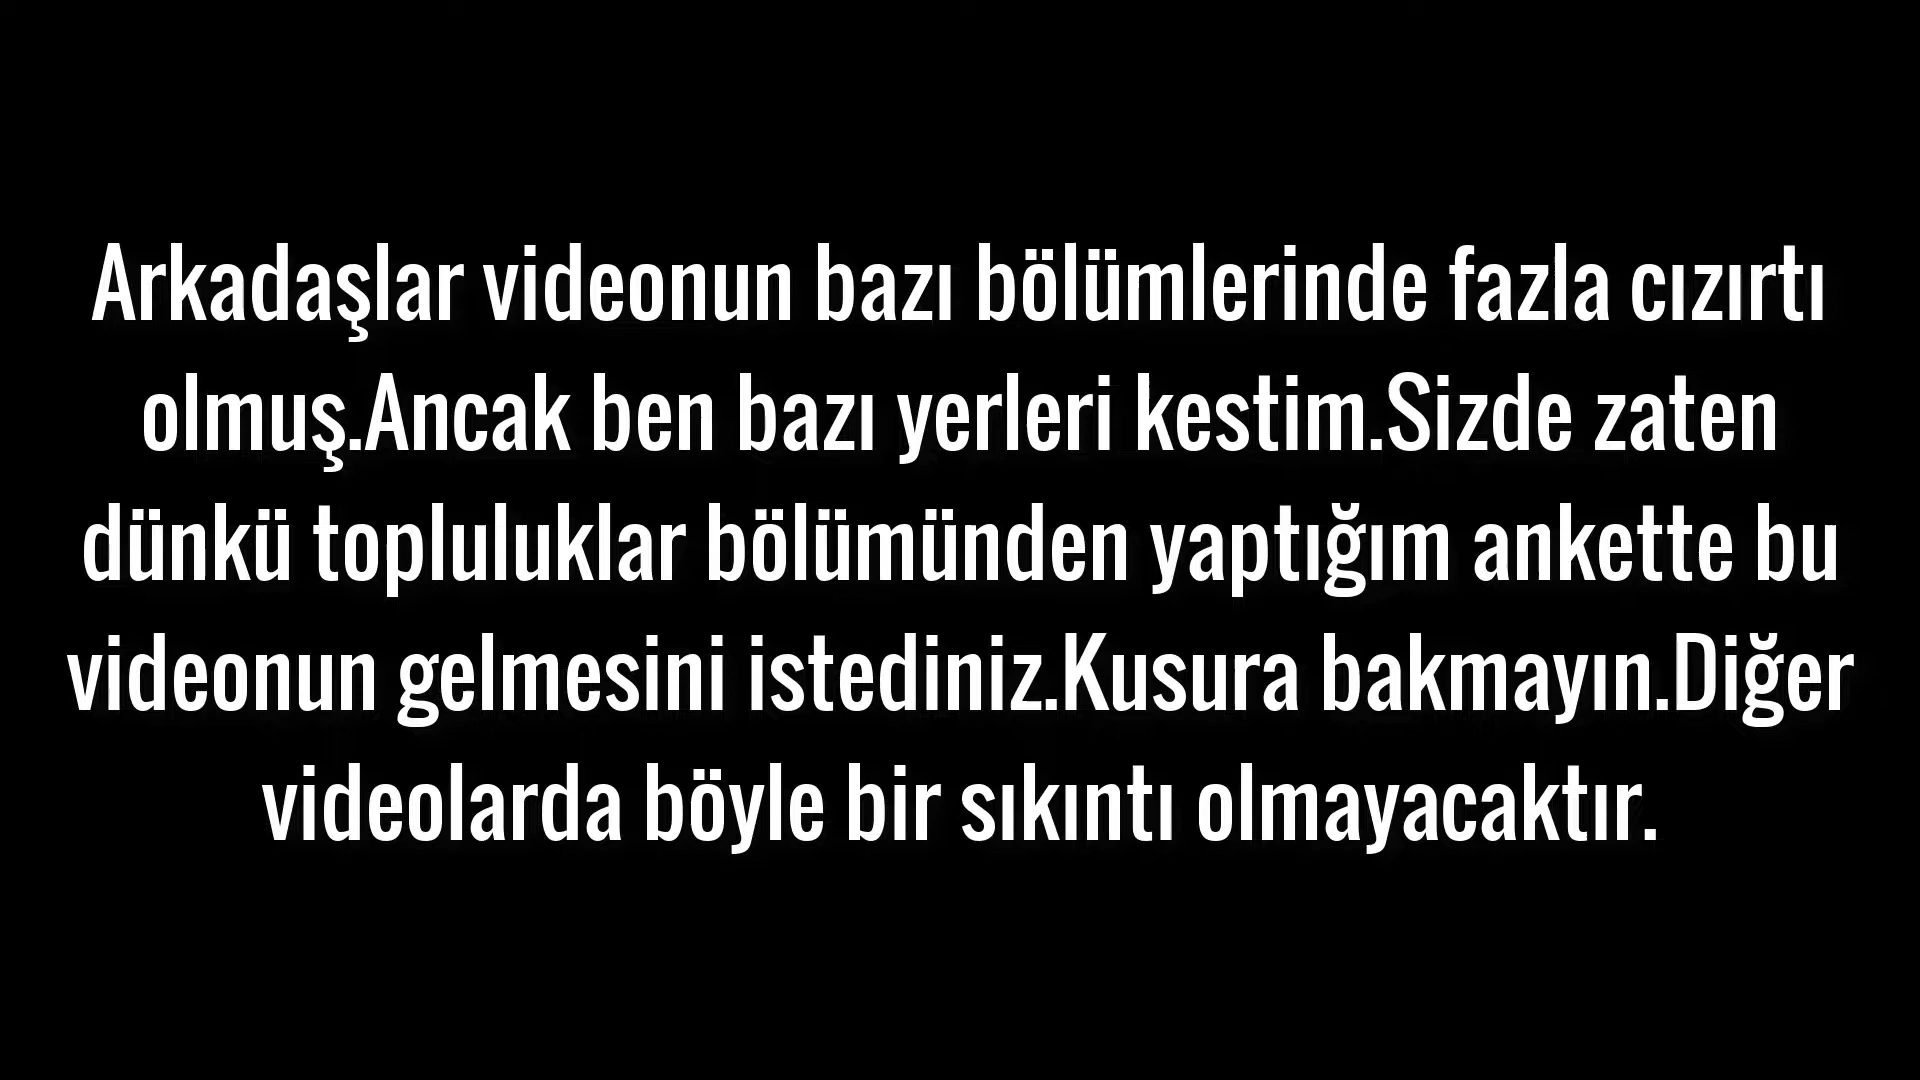 Arkadaşlar videonun bazı bölümlerinde fazla cızırtı
olmuş.Ancak ben bazı yerleri kestim.Sizde zaten
dünkü topluluklar bölümünden yaptığım ankette bu
videonun gelmesini istediniz.Kusura bakmayın.Diğer
videolarda böyle bir sıkıntı olmayacaktır.